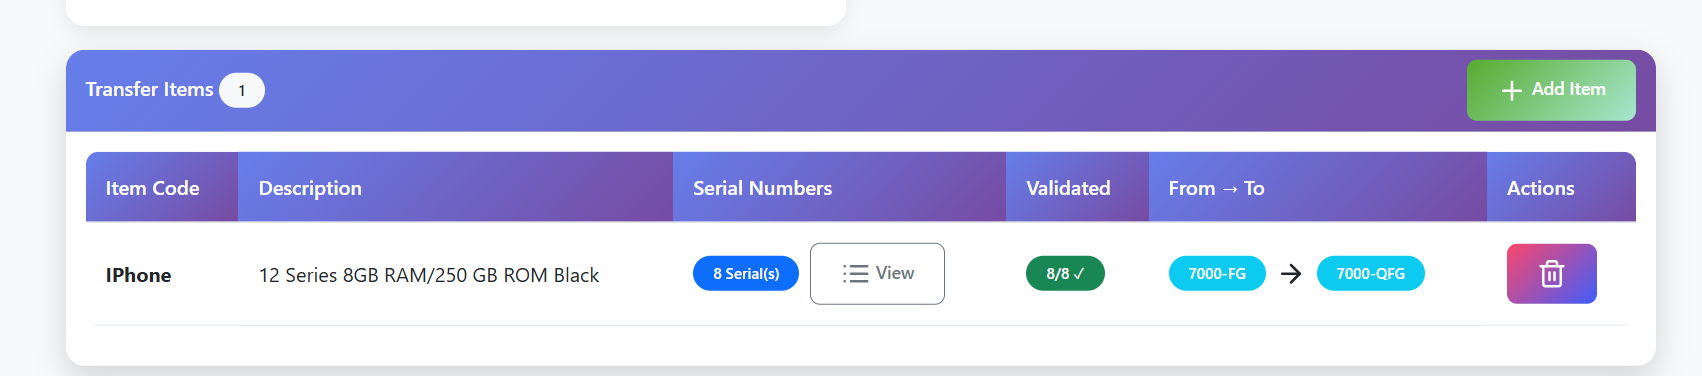 Transfer Items 1
Add Item
Item Code Description Serial Numbers Validated From → To Actions
IPhone 12 Series 8GB RAM/250 GB ROM Black 8 Serial(s) View 8/8 ✓ 7000-FG → 7000-QFG